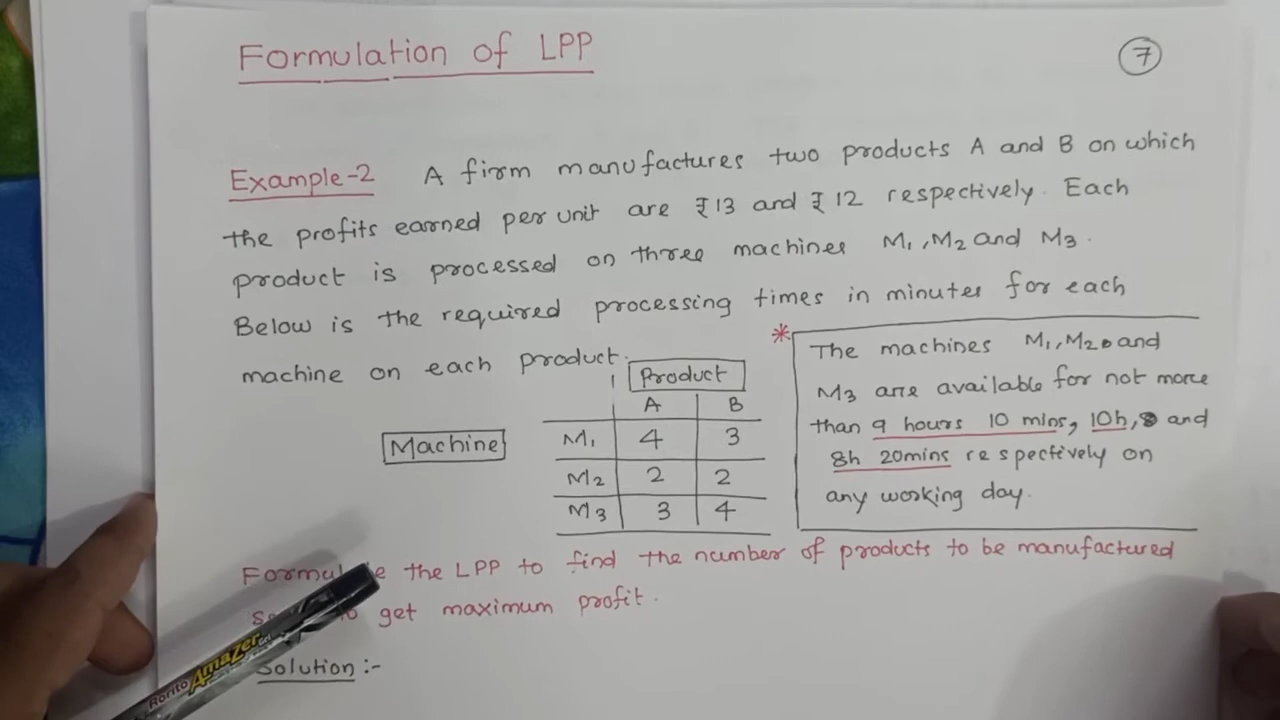 Formulation of LPP
7
Example-2 A firm manufactures two products A and B on which
the profits earned per unit are ₹13 and ₹12 respectively. Each
product is processed on three machines M1, M2 and M3.
Below is the required processing times in minutes for each
machine on each product.
Product
A B
Machine
M1 4 3
M2 2 2
M3 3 4
* The machines M1, M2 and
M3 are available for not more
than 9 hours 10 mins, 10h, and
8h 20mins respectively on
any working day.
the LPP to find the number of products to be manufactured
get maximum profit.
Solution :-
Rorito AmaZer Gel